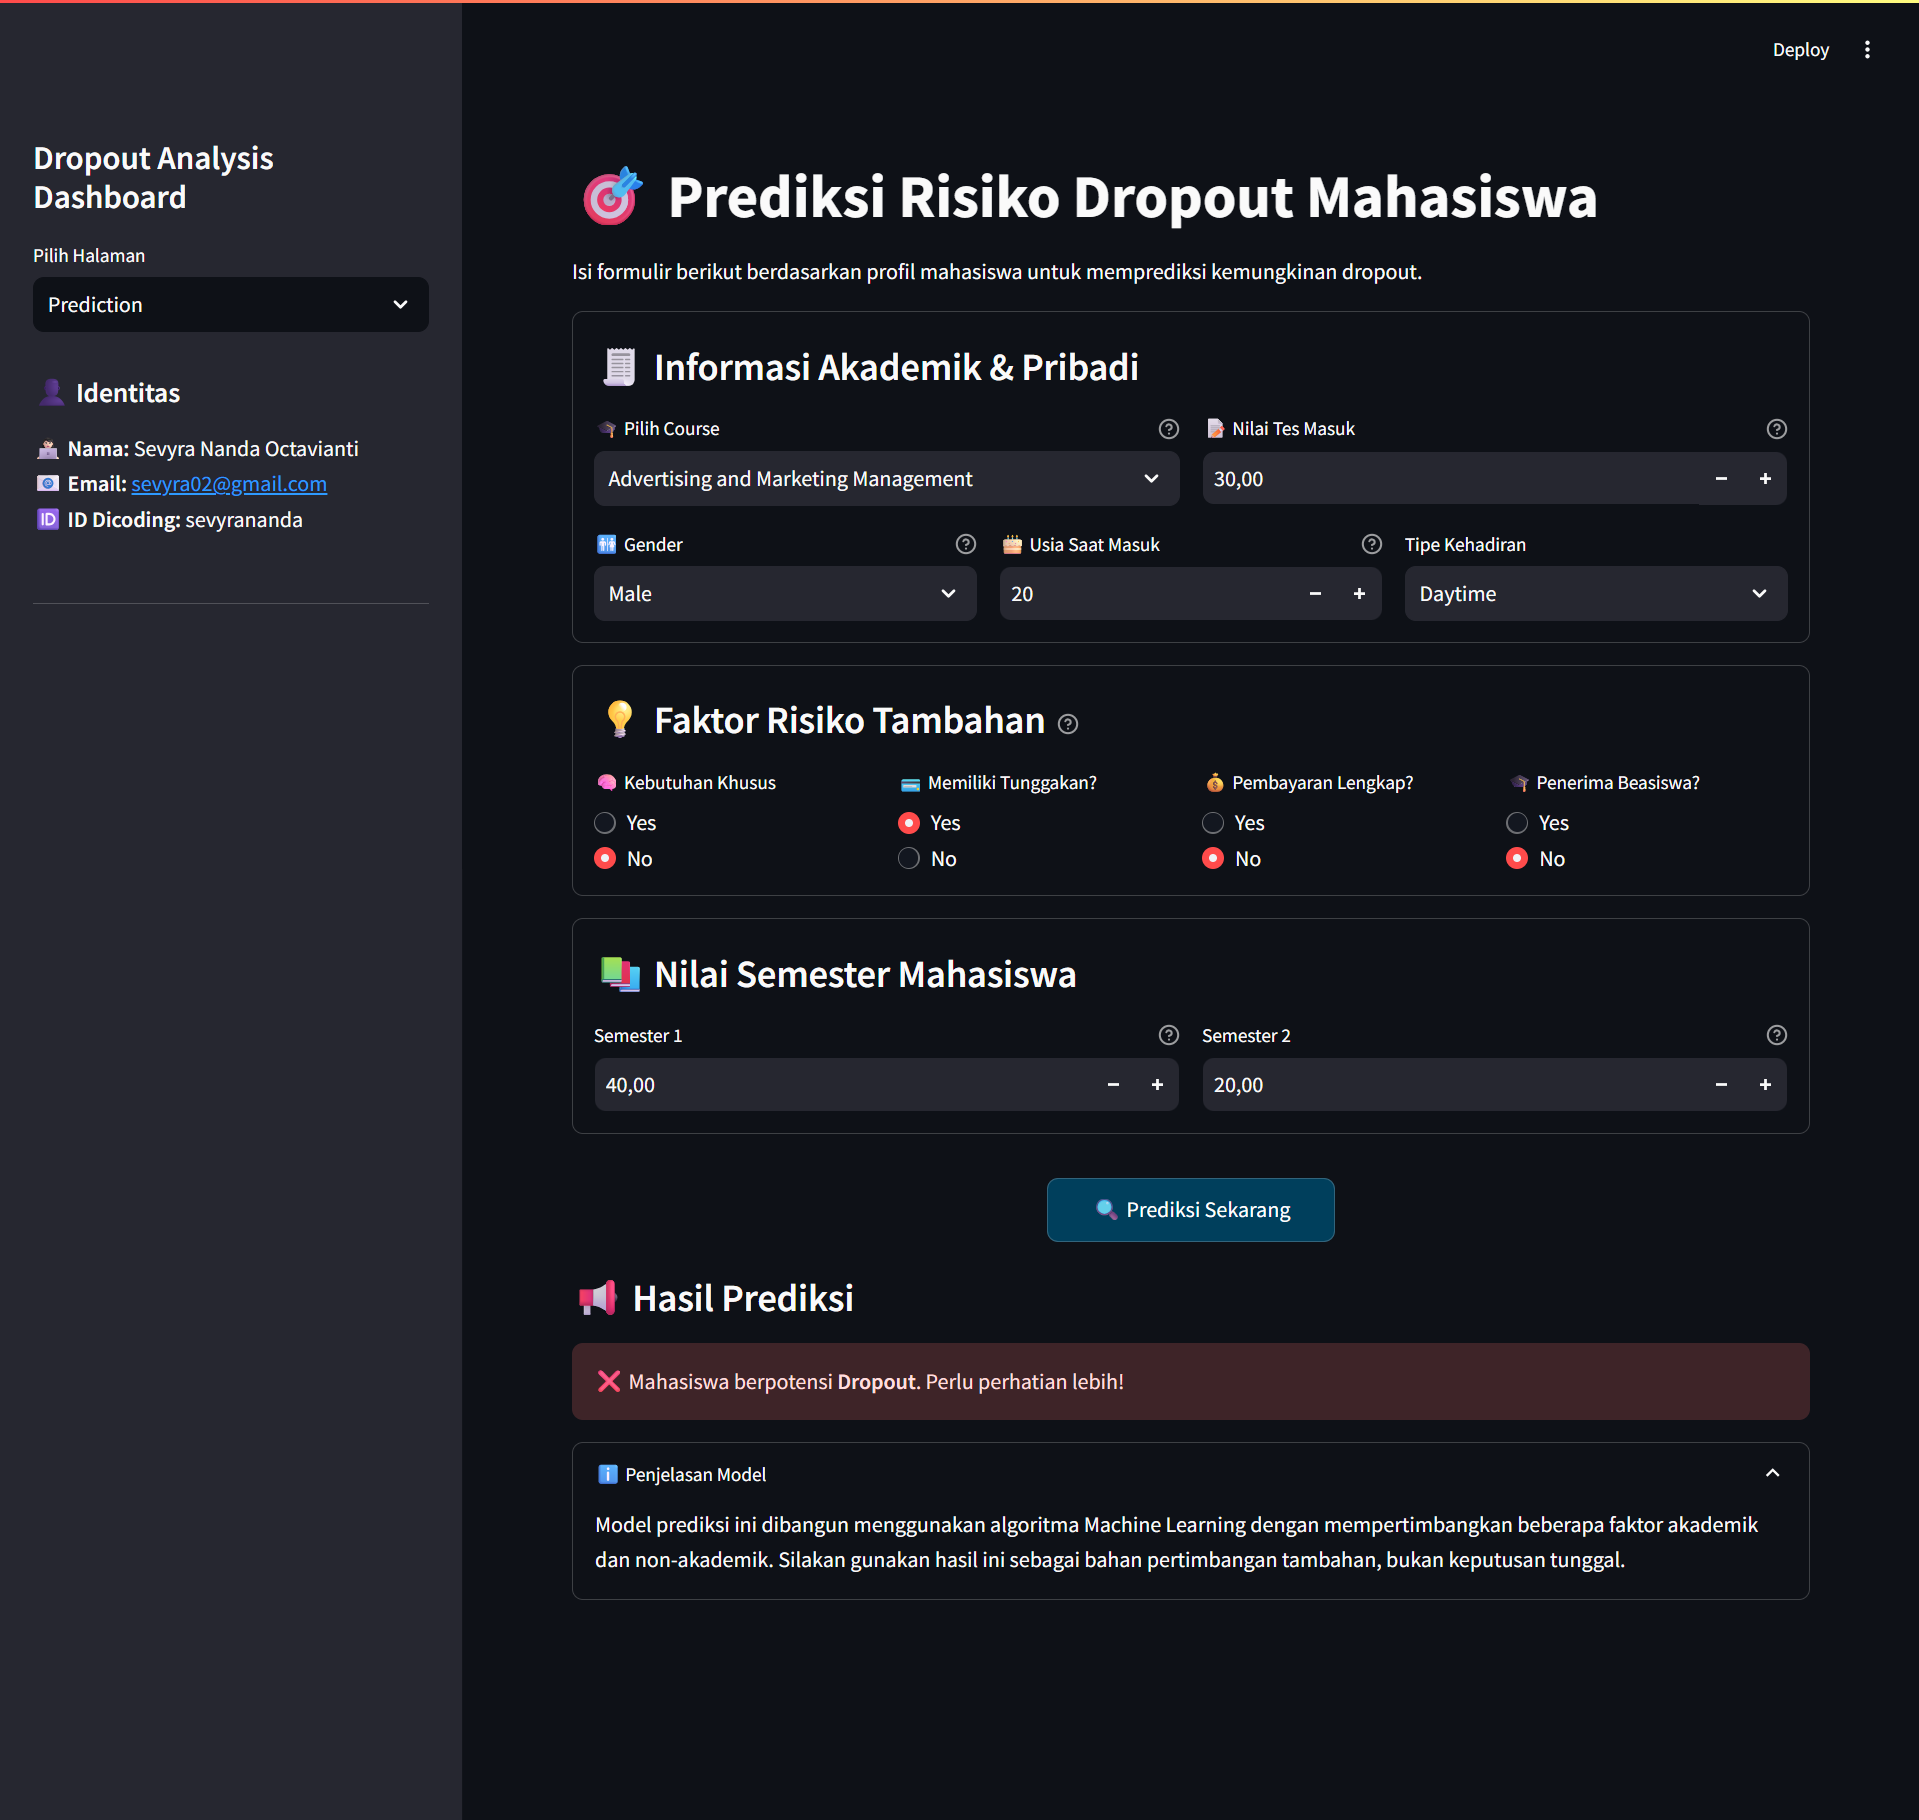 Deploy
Dropout Analysis
Dashboard
Pilih Halaman
Prediction
Identitas
Nama: Sevyra Nanda Octavianti
Email: sevyra02@gmail.com
ID ID Dicoding: sevyrananda
Prediksi Risiko Dropout Mahasiswa
Isi formulir berikut berdasarkan profil mahasiswa untuk memprediksi kemungkinan dropout.
Informasi Akademik & Pribadi
Pilih Course
Nilai Tes Masuk
Advertising and Marketing Management
30,00
Gender
Usia Saat Masuk
Tipe Kehadiran
Male
20
Daytime
Faktor Risiko Tambahan
Kebutuhan Khusus
Memiliki Tunggakan?
Pembayaran Lengkap?
Penerima Beasiswa?
Yes
Yes
Yes
Yes
No
No
No
No
Nilai Semester Mahasiswa
Semester 1
Semester 2
40,00
20,00
Prediksi Sekarang
Hasil Prediksi
Mahasiswa berpotensi Dropout. Perlu perhatian lebih!
Penjelasan Model
Model prediksi ini dibangun menggunakan algoritma Machine Learning dengan mempertimbangkan beberapa faktor akademik
dan non-akademik. Silakan gunakan hasil ini sebagai bahan pertimbangan tambahan, bukan keputusan tunggal.